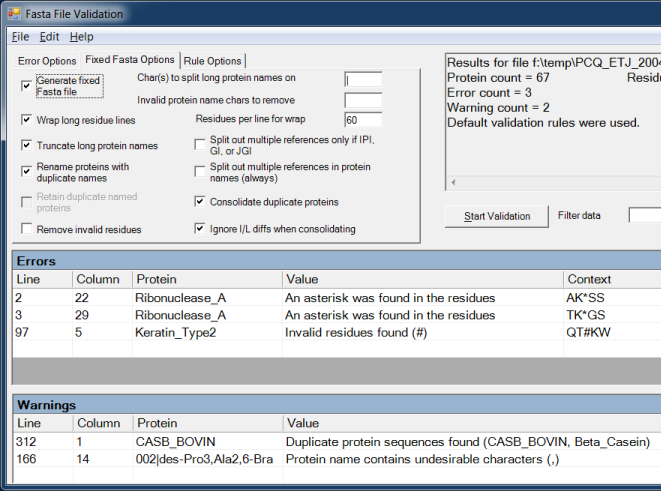 Fasta File Validation
File Edit Help
Error Options Fixed Fasta Options Rule Options
Generate fixed Fasta file
Char(s) to split long protein names on |
Invalid protein name chars to remove
Wrap long residue lines
Residues per line for wrap 60
Truncate long protein names
Split out multiple references only if IPI, GI, or JGI
Rename proteins with duplicate names
Split out multiple references in protein names (always)
Retain duplicate named proteins
Consolidate duplicate proteins
Remove invalid residues
Ignore I/L diffs when consolidating
Results for file f:\temp\PCQ_ETJ_2004
Protein count = 67
Error count = 3
Warning count = 2
Default validation rules were used.
Start Validation Filter data
Errors
Line Column Protein Value Context
2 22 Ribonuclease_A An asterisk was found in the residues AK*SS
3 29 Ribonuclease_A An asterisk was found in the residues TK*GS
97 5 Keratin_Type2 Invalid residues found (#) QT#KW
Warnings
Line Column Protein Value
312 1 CASB_BOVIN Duplicate protein sequences found (CASB_BOVIN, Beta_Casein)
166 14 002|des-Pro3,Ala2,6-Bra Protein name contains undesirable characters (,)